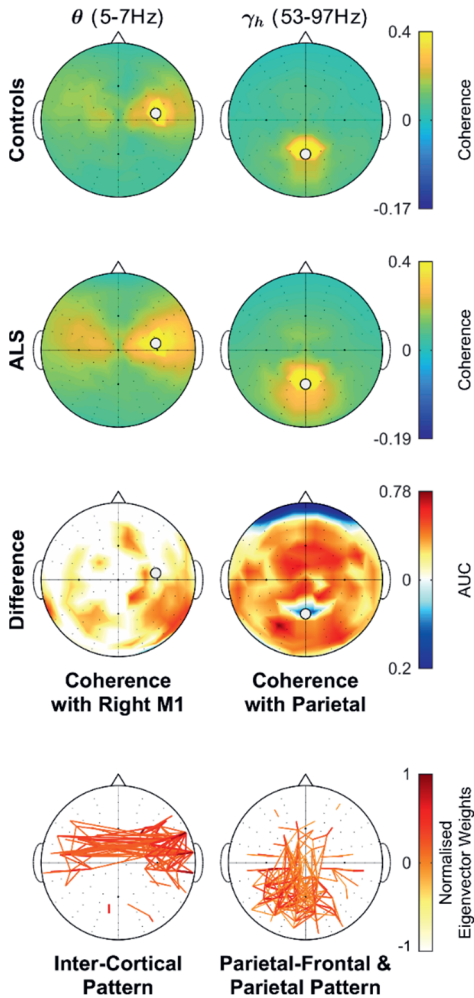 θ (5-7Hz)
γh (53-97Hz)
Controls
0.4
0
-0.17
Coherence
ALS
0.4
0
-0.19
Coherence
Difference
0.78
0
0.2
AUC
Coherence
with Right M1
Coherence
with Parietal
1
0
-1
Normalised
Eigenvector Weights
Inter-Cortical
Pattern
Parietal-Frontal &
Parietal Pattern